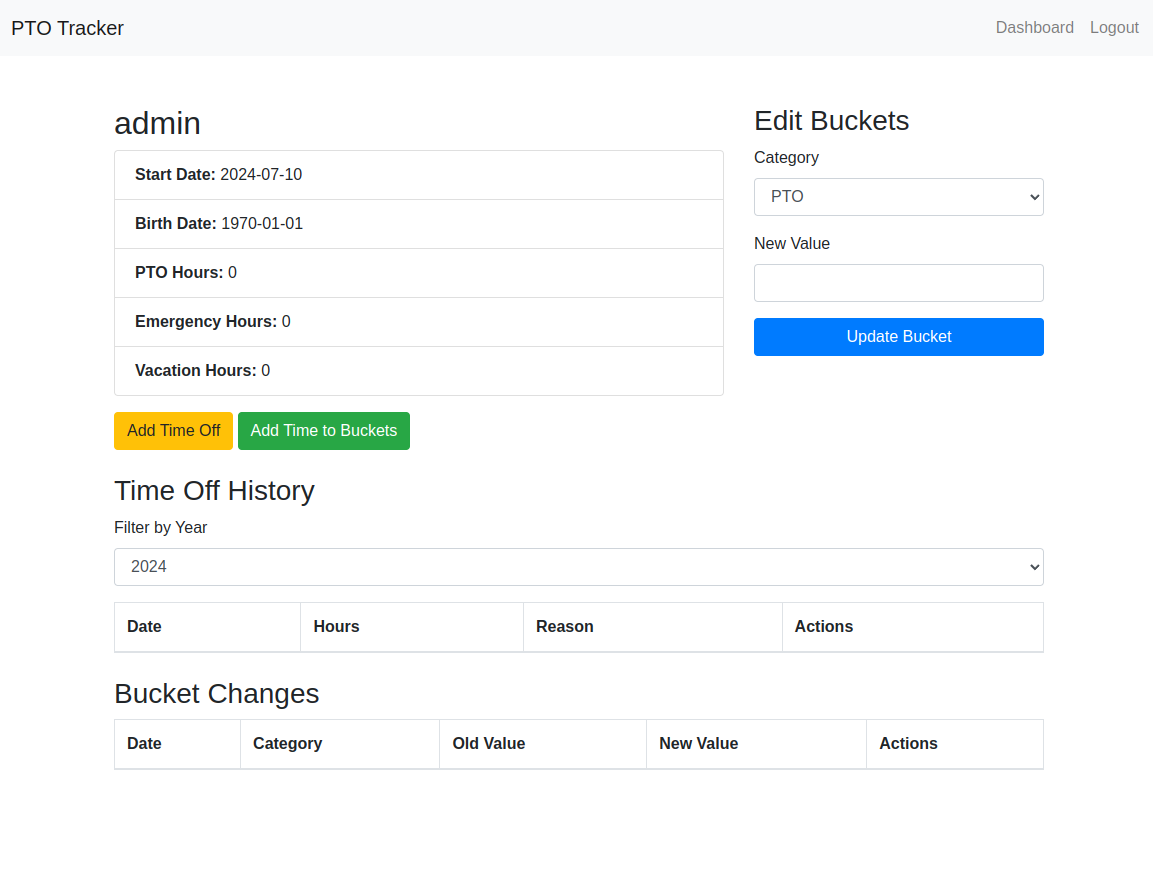 PTO Tracker
Dashboard Logout
admin
Start Date: 2024-07-10
Birth Date: 1970-01-01
PTO Hours: 0
Emergency Hours: 0
Vacation Hours: 0
Add Time Off
Add Time to Buckets
Edit Buckets
Category
PTO
New Value
Update Bucket
Time Off History
Filter by Year
2024
Date Hours Reason Actions
Bucket Changes
Date Category Old Value New Value Actions